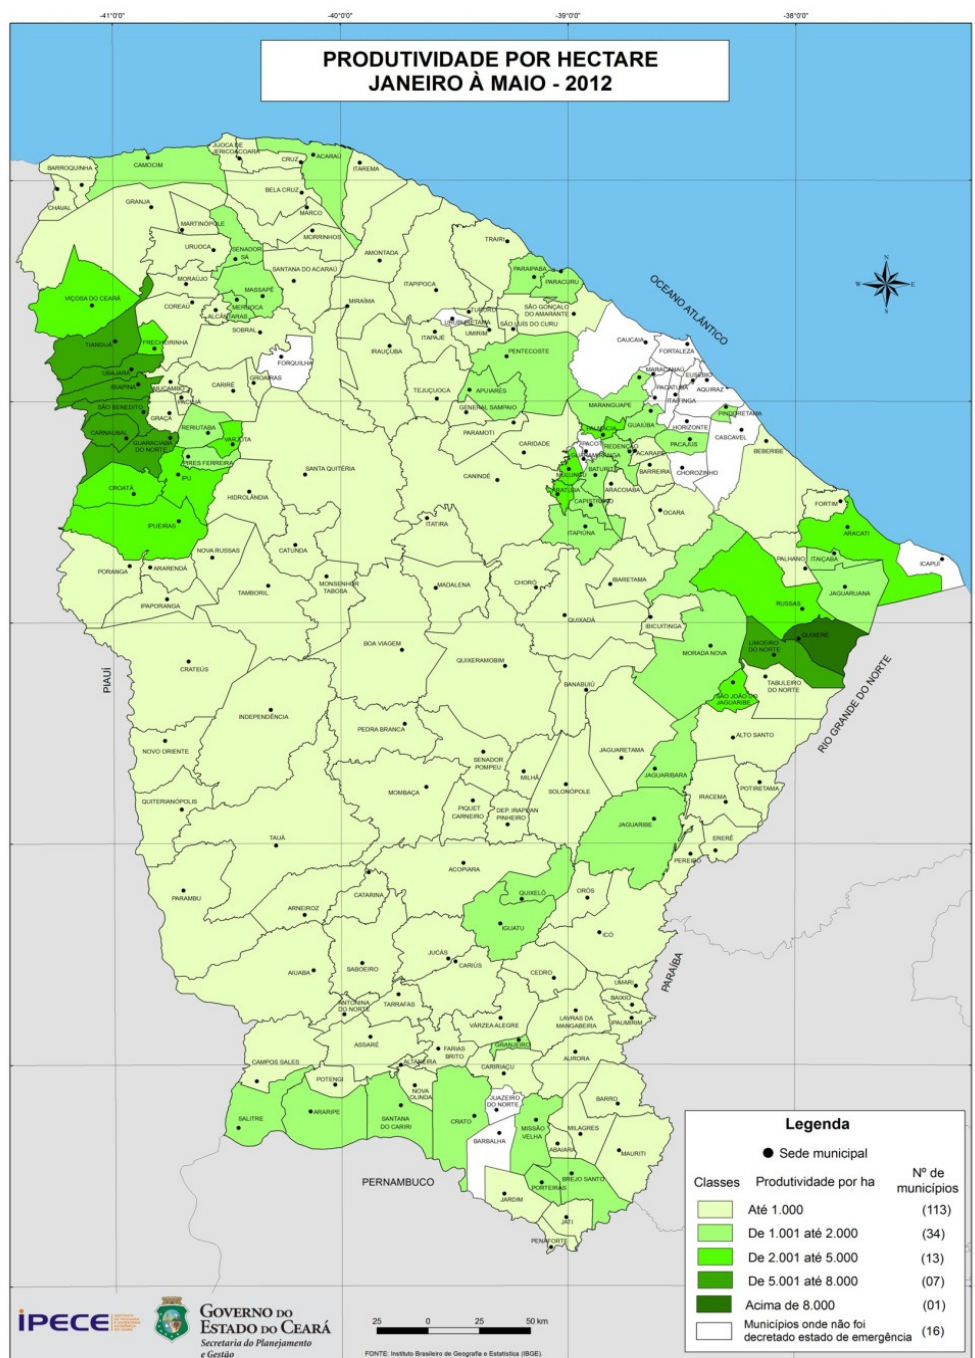 -41°0'0"
-40°0'0"
-39°0'0"
-38°0'0"
PRODUTIVIDADE POR HECTARE
JANEIRO À MAIO - 2012
JIJOCA DE
JERICOACOARA
CRUZ
ACARAÚ
BARROQUINHA
CAMOCIM
ITAREMA
CHAVAL
GRANJA
BELA CRUZ
MARCO
MARTINÓPOLE
MORRINHOS
URUOCA
SENADOR
SÁ
AMONTADA
TRAIRI
MORAÚJO
SANTANA DO ACARAÚ
PARAIPABA
PARACURU
OCEANO ATLÂNTICO
VIÇOSA DO CEARÁ
MASSAPÊ
ITAPIPOCA
COREAÚ
MERUOCA
ALCÂNTARAS
MIRAÍMA
TURURU
SÃO GONÇALO
DO AMARANTE
URUBURETAMA
UMIRIM
SÃO LUÍS DO CURU
TIANGUÁ
FRECHEIRINHA
SOBRAL
IRAUÇUBA
ITAPAJÉ
CAUCAIA
FORTALEZA
FORQUILHA
PENTECOSTE
UBAJARA
MARACANAÚ
EUSÉBIO
IBIAPINA
MUCAMBO
PACUJÁ
CARIRÉ
GROAÍRAS
TEJUÇUOCA
APUIARÉS
PACATUBA
AQUIRAZ
ITAITINGA
SÃO BENEDITO
GRAÇA
GENERAL SAMPAIO
MARANGUAPE
PINDORETAMA
CARNAUBAL
RERIUTABA
PARAMOTI
GUAIÚBA
HORIZONTE
CASCAVEL
GUARACIABA
DO NORTE
VARJOTA
CARIDADE
PALMÁCIA
PACOTI
REDENÇÃO
PACAJUS
GUARAMIRANGA
ACARAPE
BEBERIBE
PIRES FERREIRA
SANTA QUITÉRIA
CANINDÉ
MULUNGU
BATURITÉ
BARREIRA
CHOROZINHO
CROATÁ
IPU
HIDROLÂNDIA
ARATUBA
ARACOIABA
CAPISTRANO
OCARA
FORTIM
IPUEIRAS
ITATIRA
ITAPIÚNA
ARACATI
NOVA RUSSAS
CATUNDA
PALHANO
ITAIÇABA
ICAPUÍ
PORANGA
ARARENDÁ
TAMBORIL
MONSENHOR
TABOSA
MADALENA
CHORÓ
IBARETAMA
JAGUARUANA
IPAPORANGA
RUSSAS
QUIXADÁ
IBICUITINGA
QUIXERÉ
BOA VIAGEM
LIMOEIRO
DO NORTE
CRATEÚS
QUIXERAMOBIM
MORADA NOVA
PIAUÍ
TABULEIRO
DO NORTE
BANABUIÚ
SÃO JOÃO DO
JAGUARIBE
INDEPENDÊNCIA
RIO GRANDE DO NORTE
PEDRA BRANCA
ALTO SANTO
NOVO ORIENTE
JAGUARETAMA
SENADOR
POMPEU
MILHÃ
JAGUARIBARA
POTIRETAMA
MOMBAÇA
SOLONÓPOLE
IRACEMA
QUITERIANÓPOLIS
PIQUET
CARNEIRO
DEP. IRAPUAN
PINHEIRO
JAGUARIBE
TAUÁ
ERERÊ
PEREIRO
ACOPIARA
PARAMBU
CATARINA
QUIXELÔ
ORÓS
ARNEIROZ
IGUATU
ICÓ
JUCÁS
CARIÚS
PARAÍBA
AIUABA
SABOEIRO
CEDRO
UMARI
TARRAFAS
BAIXIO
ANTONINA
DO NORTE
VÁRZEA ALEGRE
LAVRAS DA
MANGABEIRA
IPAUMIRIM
ASSARÉ
FARIAS
BRITO
GRANJEIRO
AURORA
CAMPOS SALES
ALTANEIRA
CARIRIAÇU
POTENGI
NOVA
OLINDA
JUAZEIRO
DO NORTE
BARRO
SALITRE
ARARIPE
SANTANA
DO CARIRI
CRATO
MISSÃO
VELHA
MILAGRES
BARBALHA
ABAIARA
MAURITI
PERNAMBUCO
PORTEIRAS
BREJO SANTO
JARDIM
JATI
PENAFORTE
Legenda
Sede municipal
Classes Produtividade por ha Nº de
municípios
Até 1.000 (113)
De 1.001 até 2.000 (34)
De 2.001 até 5.000 (13)
De 5.001 até 8.000 (07)
Acima de 8.000 (01)
Municípios onde não foi
decretado estado de emergência (16)
iPECE
GOVERNO DO
ESTADO DO CEARÁ
Secretaria do Planejamento
e Gestão
25 0 25 50 km
FONTE: Instituto Brasileiro de Geografia e Estatística (IBGE).
N
W E
S